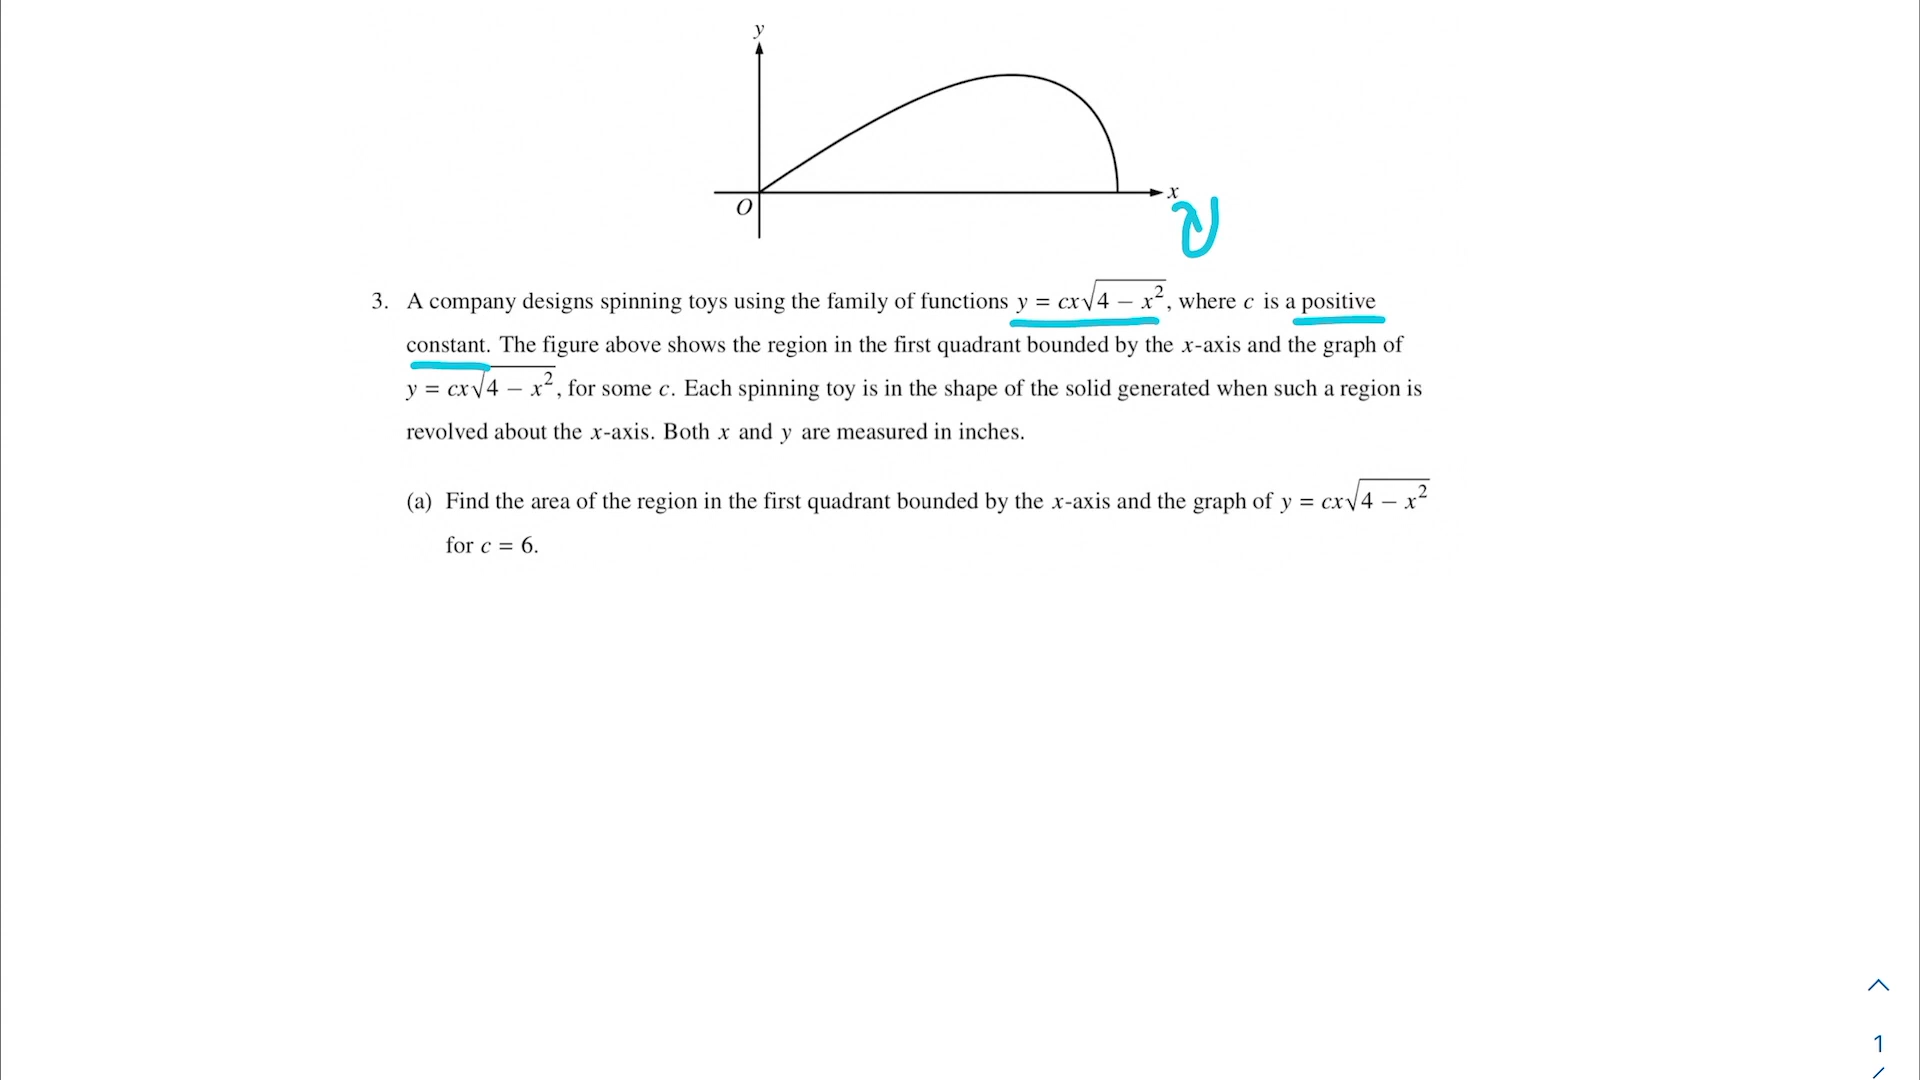 y
x
O
3. A company designs spinning toys using the family of functions y = cx√(4 − x²), where c is a positive
constant. The figure above shows the region in the first quadrant bounded by the x-axis and the graph of
y = cx√(4 − x²), for some c. Each spinning toy is in the shape of the solid generated when such a region is
revolved about the x-axis. Both x and y are measured in inches.
(a) Find the area of the region in the first quadrant bounded by the x-axis and the graph of y = cx√(4 − x²)
for c = 6.
1
/